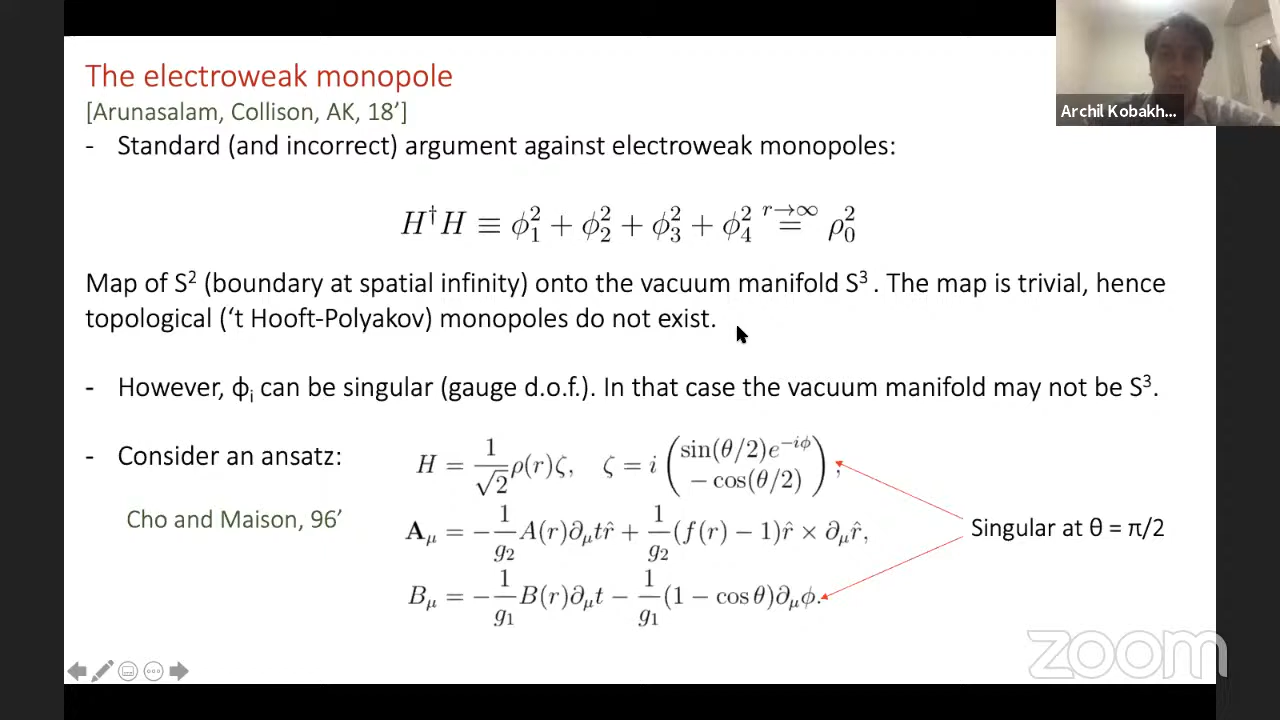 The electroweak monopole
[Arunasalam, Collison, AK, 18’]
- Standard (and incorrect) argument against electroweak monopoles:
H†H ≡ ϕ₁² + ϕ₂² + ϕ₃² + ϕ₄² =^{r→∞} ρ₀²
Map of S² (boundary at spatial infinity) onto the vacuum manifold S³ . The map is trivial, hence
topological (‘t Hooft-Polyakov) monopoles do not exist.
- However, ϕᵢ can be singular (gauge d.o.f.). In that case the vacuum manifold may not be S³.
- Consider an ansatz:
H = 1/√2 ρ(r)ζ, ζ = i ( sin(θ/2)e^{−iϕ} − cos(θ/2) ) ,
Cho and Maison, 96’
A_μ = − 1/g₂ A(r)∂_μ t r̂ + 1/g₂ (f(r) − 1) r̂ × ∂_μ r̂,
Singular at θ = π/2
B_μ = − 1/g₁ B(r)∂_μ t − 1/g₁ (1 − cos θ)∂_μ ϕ.
Archil Kobakh...
zoom